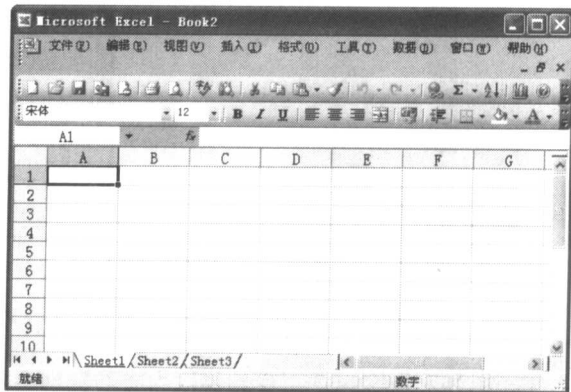 Microsoft Excel - Book2
文件(F) 编辑(E) 视图(V) 插入(I) 格式(O) 工具(T) 数据(D) 窗口(W) 帮助(H)
宋体 12 B I U A
A1 fx
A B C D E F G
1
2
3
4
5
6
7
8
9
10
Sheet1 Sheet2 Sheet3
就绪 数字